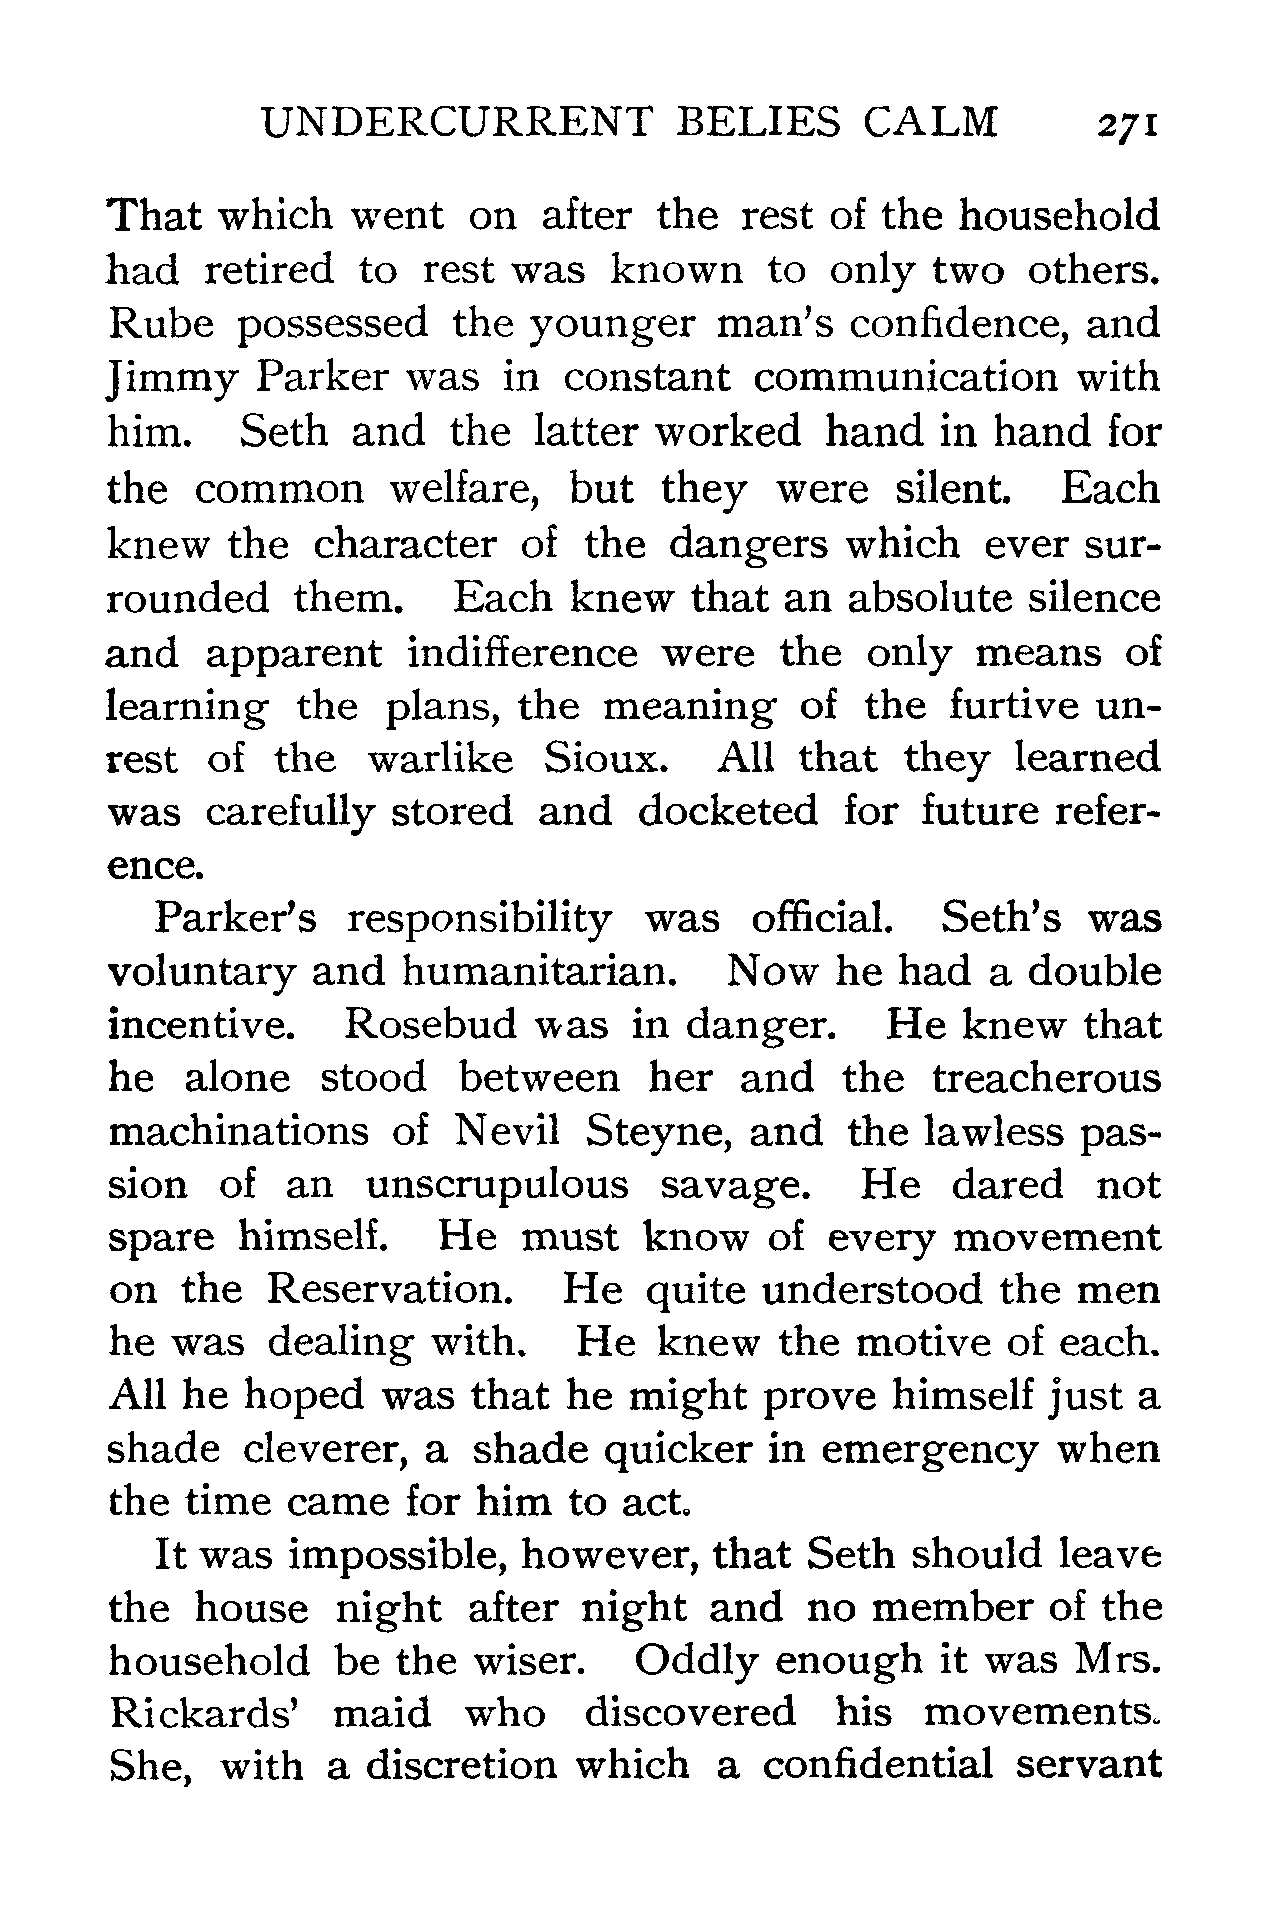 UNDERCURRENT BELIES CALM 271
That which went on after the rest of the household
had retired to rest was known to only two others.
Rube possessed the younger man's confidence, and
Jimmy Parker was in constant communication with
him. Seth and the latter worked hand in hand for
the common welfare, but they were silent. Each
knew the character of the dangers which ever sur-
rounded them. Each knew that an absolute silence
and apparent indifference were the only means of
learning the plans, the meaning of the furtive un-
rest of the warlike Sioux. All that they learned
was carefully stored and docketed for future refer-
ence.
Parker's responsibility was official. Seth's was
voluntary and humanitarian. Now he had a double
incentive. Rosebud was in danger. He knew that
he alone stood between her and the treacherous
machinations of Nevil Steyne, and the lawless pas-
sion of an unscrupulous savage. He dared not
spare himself. He must know of every movement
on the Reservation. He quite understood the men
he was dealing with. He knew the motive of each.
All he hoped was that he might prove himself just a
shade cleverer, a shade quicker in emergency when
the time came for him to act.
It was impossible, however, that Seth should leave
the house night after night and no member of the
household be the wiser. Oddly enough it was Mrs.
Rickards' maid who discovered his movements.
She, with a discretion which a confidential servant